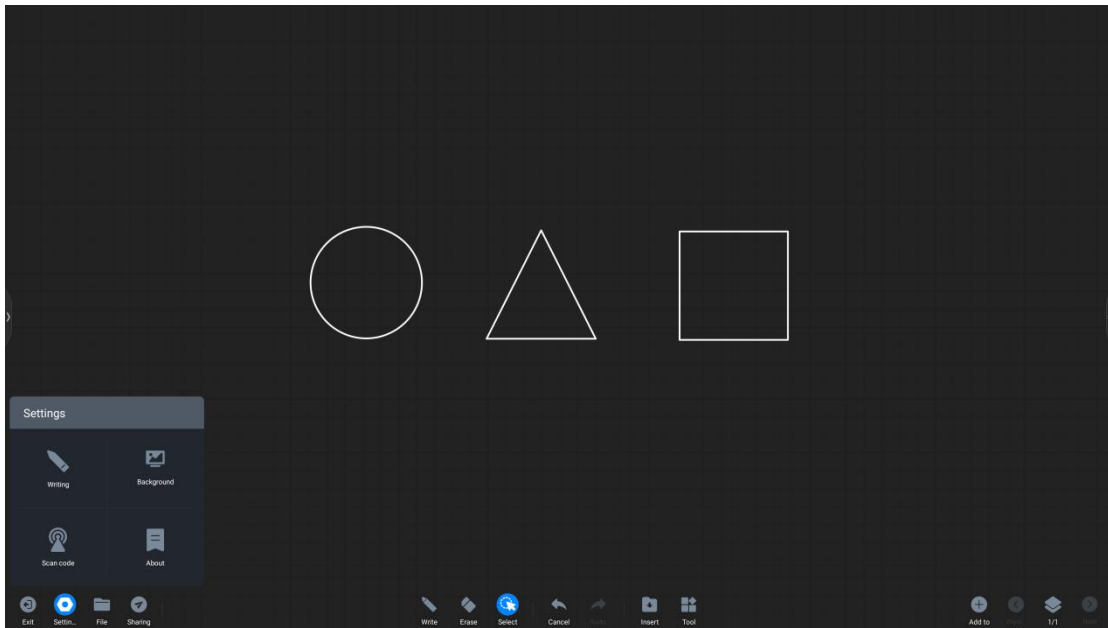 Settings
Writing
Background
Scan code
About
Exit
Settin...
File
Sharing
Write
Erase
Select
Cancel
Insert
Tool
Add to
1/1